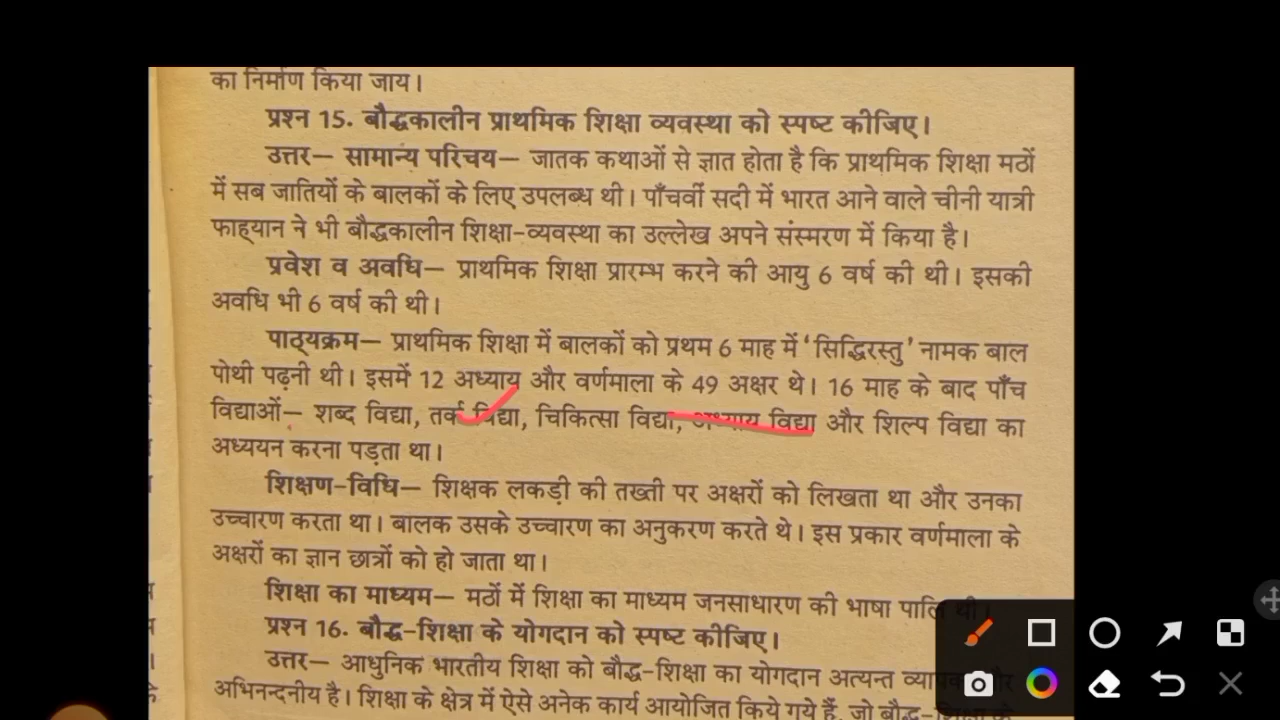 का निर्माण किया जाय।
प्रश्न 15. बौद्धकालीन प्राथमिक शिक्षा व्यवस्था को स्पष्ट कीजिए।
उत्तर— सामान्य परिचय— जातक कथाओं से ज्ञात होता है कि प्राथमिक शिक्षा मठों
में सब जातियों के बालकों के लिए उपलब्ध थी। पाँचवीं सदी में भारत आने वाले चीनी यात्री
फाह्यान ने भी बौद्धकालीन शिक्षा-व्यवस्था का उल्लेख अपने संस्मरण में किया है।
प्रवेश व अवधि— प्राथमिक शिक्षा प्रारम्भ करने की आयु 6 वर्ष की थी। इसकी
अवधि भी 6 वर्ष की थी।
पाठ्यक्रम— प्राथमिक शिक्षा में बालकों को प्रथम 6 माह में ‘सिद्धिरस्तु’ नामक बाल
पोथी पढ़नी थी। इसमें 12 अध्याय और वर्णमाला के 49 अक्षर थे। 16 माह के बाद पाँच
विद्याओं— शब्द विद्या, तर्क विद्या, चिकित्सा विद्या, अध्याय विद्या और शिल्प विद्या का
अध्ययन करना पड़ता था।
शिक्षण-विधि— शिक्षक लकड़ी की तख्ती पर अक्षरों को लिखता था और उनका
उच्चारण करता था। बालक उसके उच्चारण का अनुकरण करते थे। इस प्रकार वर्णमाला के
अक्षरों का ज्ञान छात्रों को हो जाता था।
शिक्षा का माध्यम— मठों में शिक्षा का माध्यम जनसाधारण की भाषा पालि थी।
प्रश्न 16. बौद्ध-शिक्षा के योगदान को स्पष्ट कीजिए।
उत्तर— आधुनिक भारतीय शिक्षा को बौद्ध-शिक्षा का योगदान अत्यन्त और
अभिनन्दनीय है। शिक्षा के क्षेत्र में ऐसे अनेक कार्य आयोजित किये गये हैं, जो बौद्ध-शिक्षा के